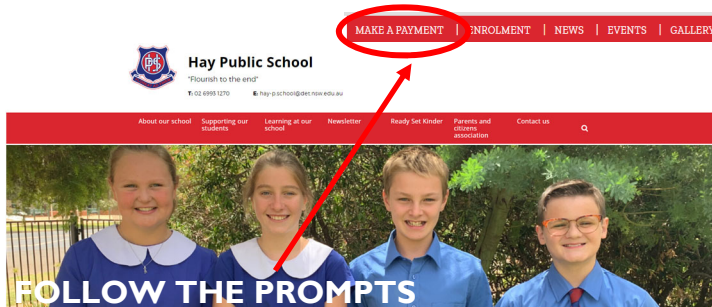 MAKE A PAYMENT | ENROLMENT | NEWS | EVENTS | GALLERY
Hay Public School
"Flourish to the end"
T: 02 6993 1270 E: hay-p.school@det.nsw.edu.au
About our school Supporting our students Learning at our school Newsletter Ready Set Kinder Parents and citizens association Contact us
FOLLOW THE PROMPTS